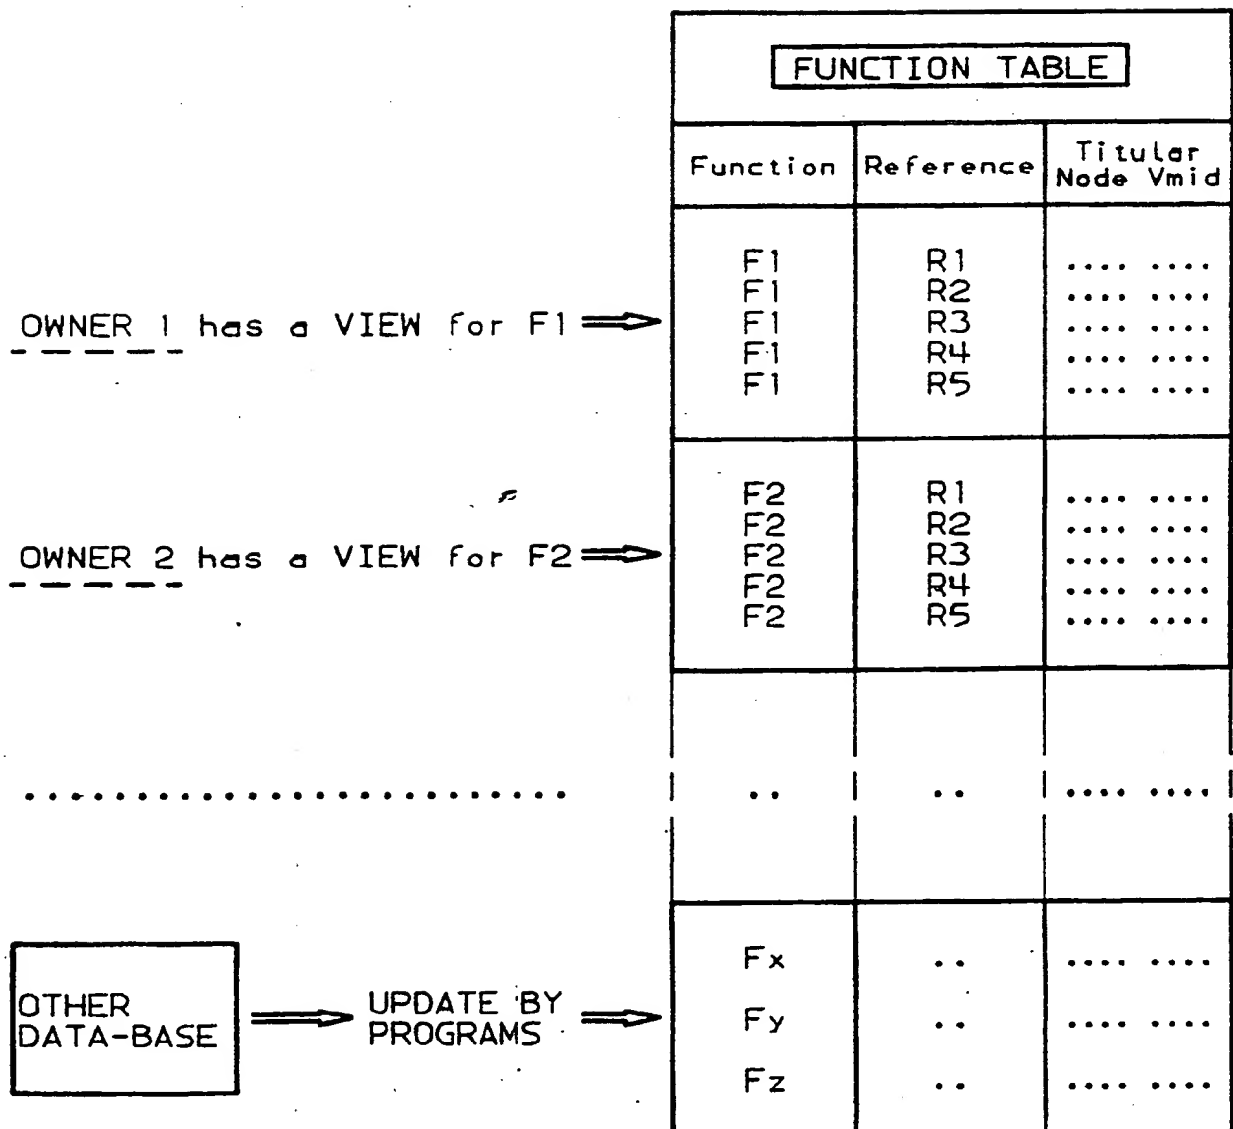 FUNCTION TABLE
Function Reference Titular Node Vmid
F1 R1 .... ....
F1 R2 .... ....
OWNER 1 has a VIEW for F1 F1 R3 .... ....
F1 R4 .... ....
F1 R5 .... ....
F2 R1 .... ....
F2 R2 .... ....
OWNER 2 has a VIEW for F2 F2 R3 .... ....
F2 R4 .... ....
F2 R5 .... ....
.......................... .. .. .... ....
Fx .. .... ....
OTHER DATA-BASE UPDATE BY PROGRAMS Fy .. .... ....
Fz .. .... ....